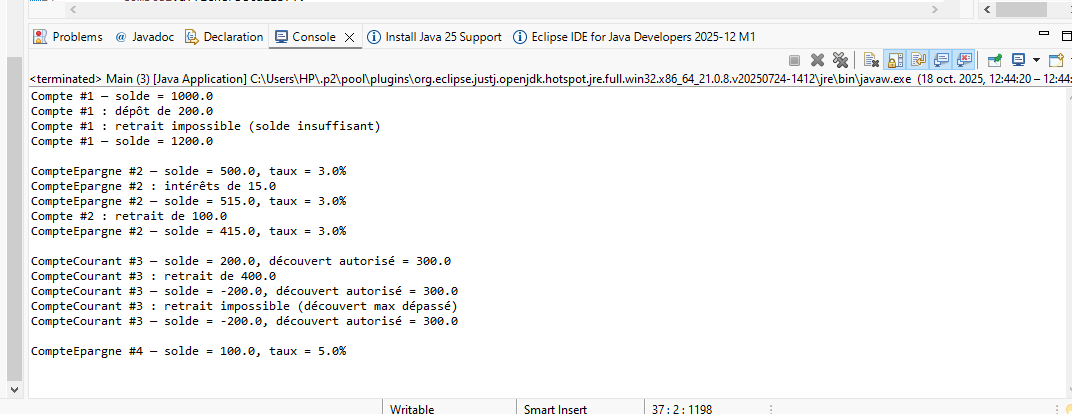 Problems @ Javadoc Declaration Console Install Java 25 Support Eclipse IDE for Java Developers 2025-12 M1
<terminated> Main (3) [Java Application] C:\Users\HP\.p2\pool\plugins\org.eclipse.justj.openjdk.hotspot.jre.full.win32.x86_64_21.0.8.v20250724-1412\jre\bin\javaw.exe (18 oct. 2025, 12:44:20 – 12:44:
Compte #1 – solde = 1000.0
Compte #1 : dépôt de 200.0
Compte #1 : retrait impossible (solde insuffisant)
Compte #1 – solde = 1200.0
CompteEpargne #2 – solde = 500.0, taux = 3.0%
CompteEpargne #2 : intérêts de 15.0
CompteEpargne #2 – solde = 515.0, taux = 3.0%
Compte #2 : retrait de 100.0
CompteEpargne #2 – solde = 415.0, taux = 3.0%
CompteCourant #3 – solde = 200.0, découvert autorisé = 300.0
CompteCourant #3 : retrait de 400.0
CompteCourant #3 – solde = -200.0, découvert autorisé = 300.0
CompteCourant #3 : retrait impossible (découvert max dépassé)
CompteCourant #3 – solde = -200.0, découvert autorisé = 300.0
CompteEpargne #4 – solde = 100.0, taux = 5.0%
Writable Smart Insert 37 : 2 : 1198